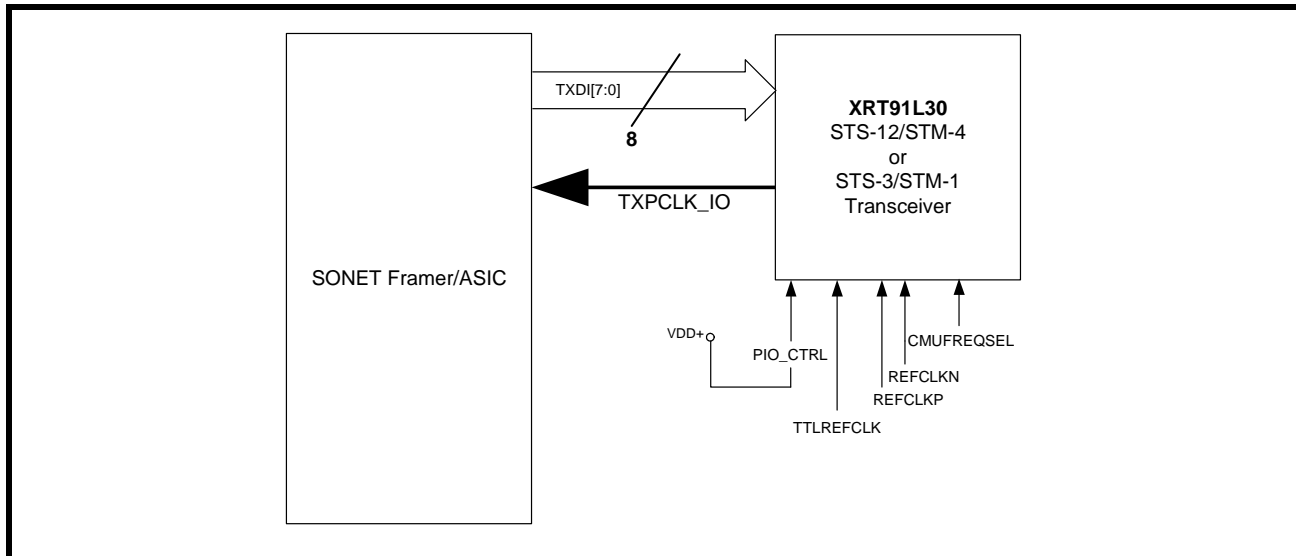 TXDI[7:0]
8
XRT91L30
STS-12/STM-4
or
STS-3/STM-1
Transceiver
TXPCLK_IO
SONET Framer/ASIC
VDD+
PIO_CTRL
CMUFREQSEL
REFCLKN
REFCLKP
TTLREFCLK